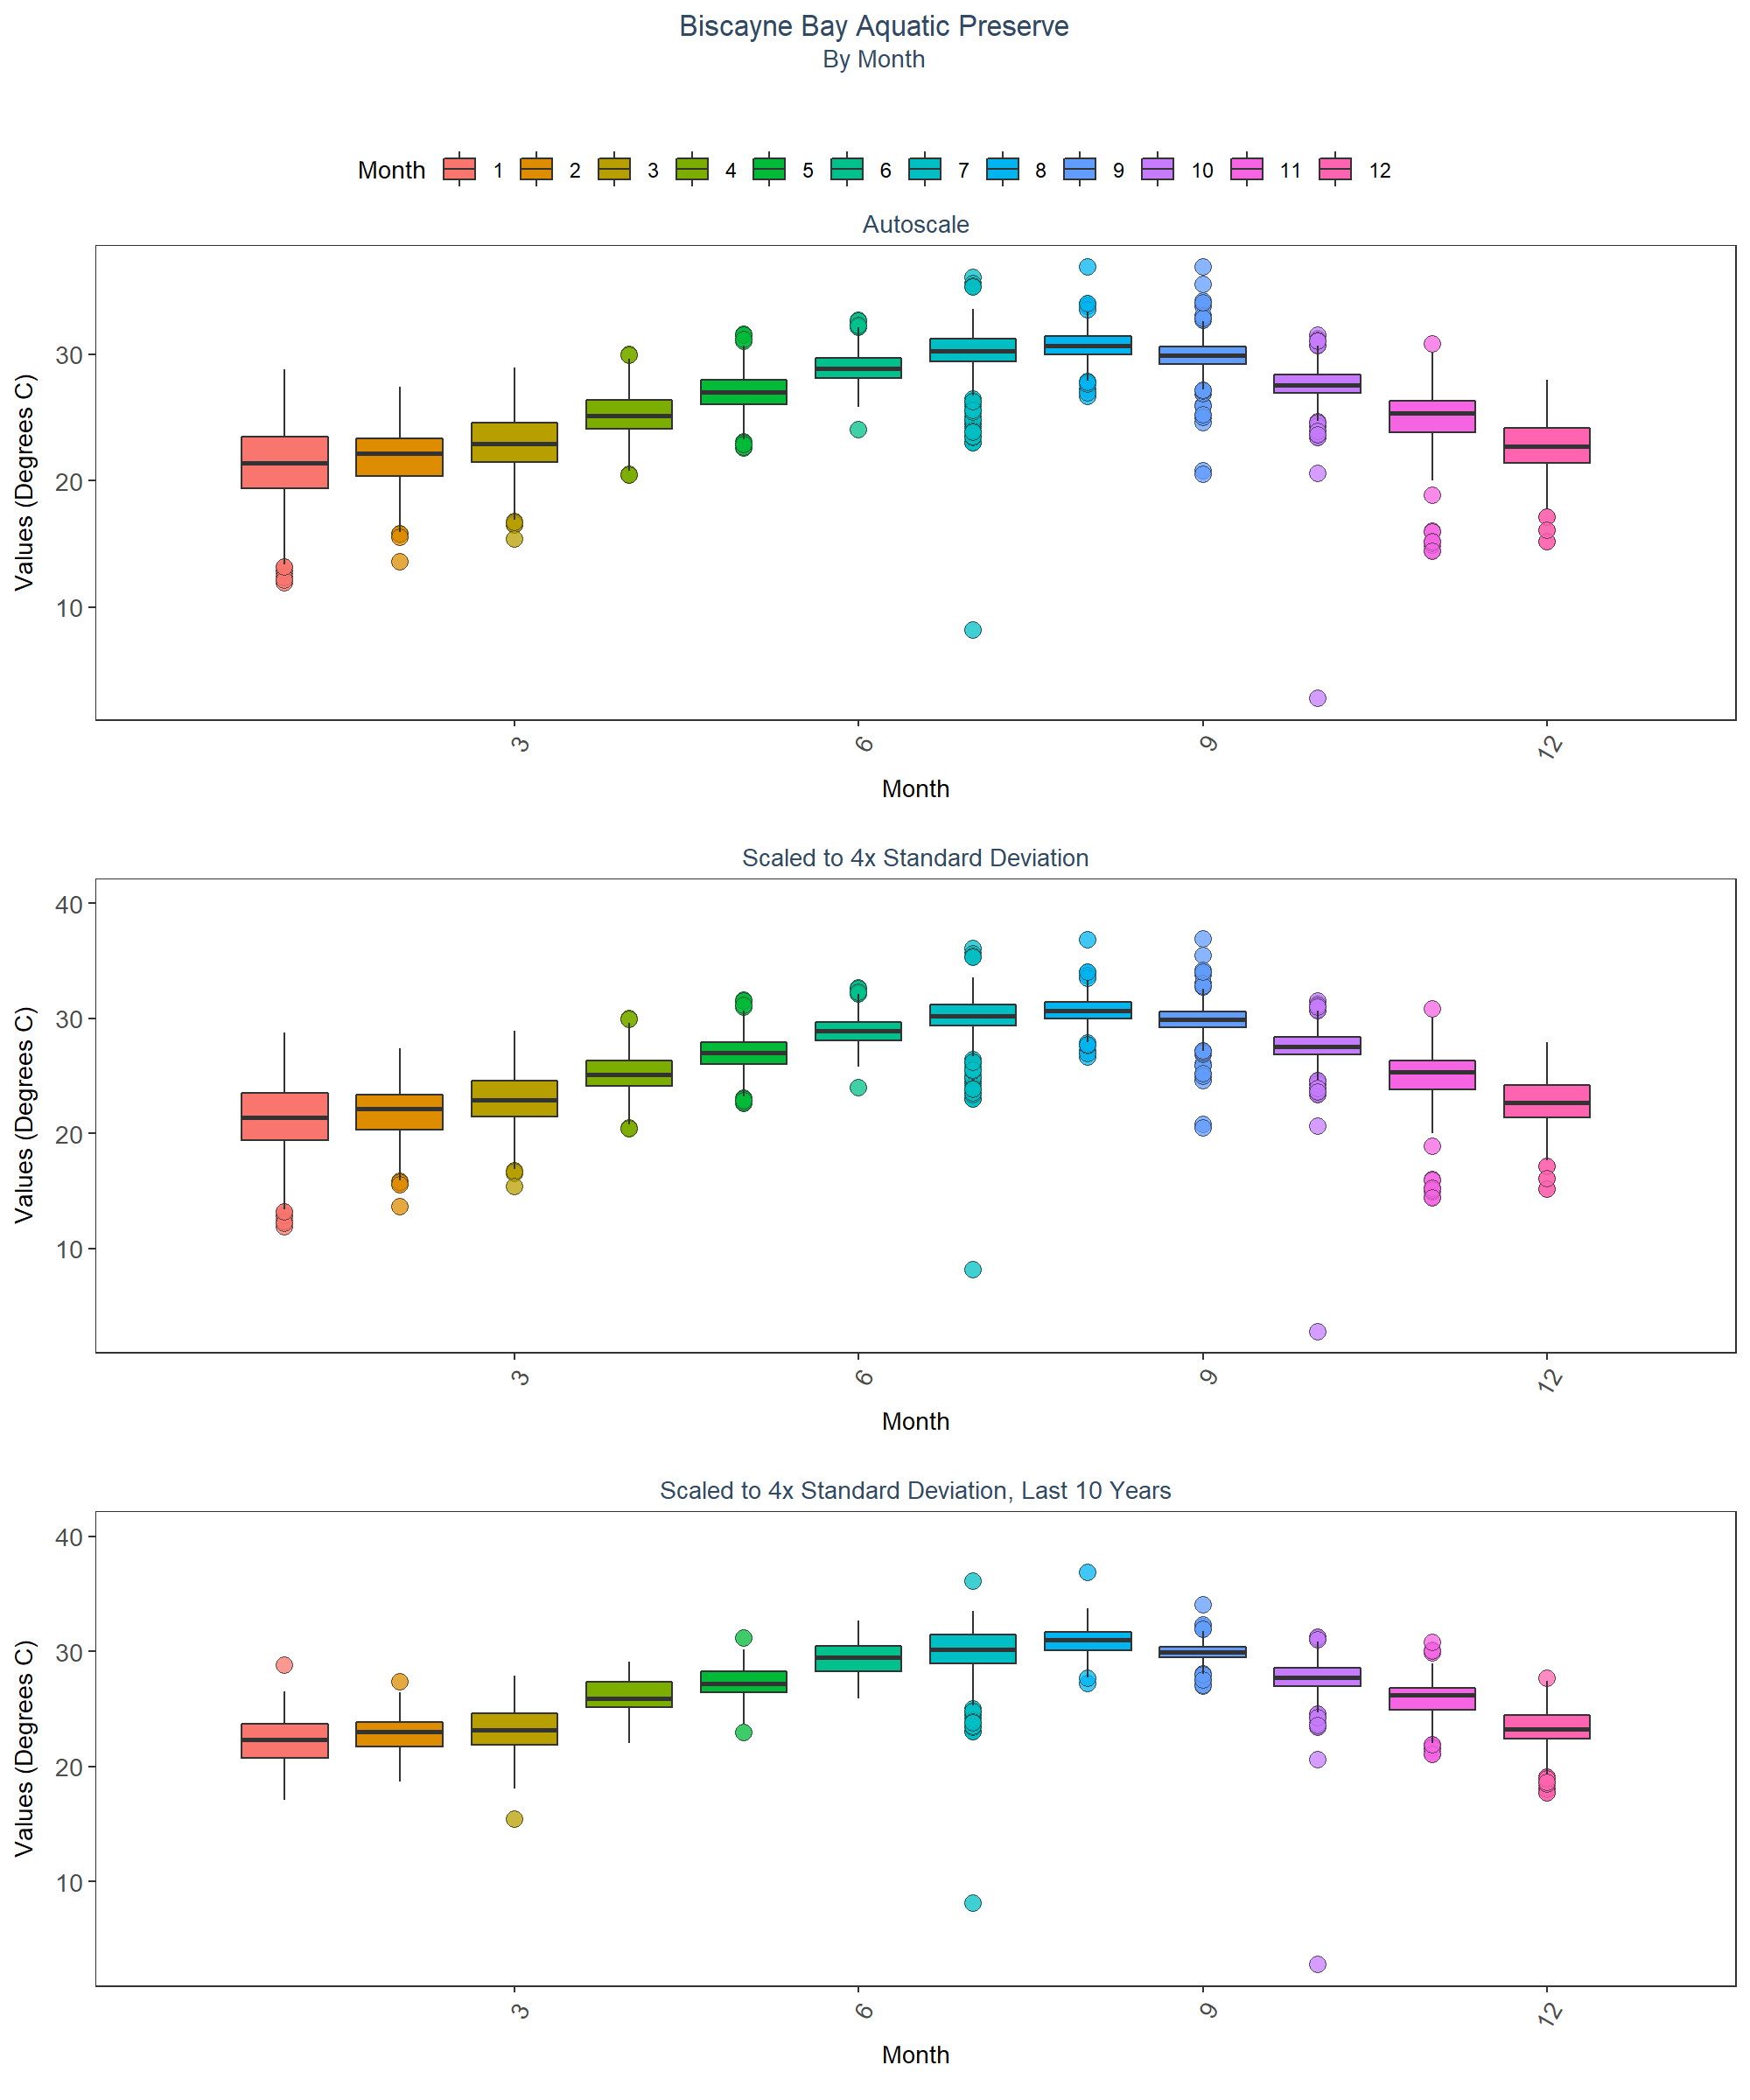 Biscayne Bay Aquatic Preserve
By Month
Month 1 2 3 4 5 6 7 8 9 10 11 12
Autoscale
Values (Degrees C)
30
20
10
3 6 9 12
Month
Scaled to 4x Standard Deviation
Values (Degrees C)
40
30
20
10
3 6 9 12
Month
Scaled to 4x Standard Deviation, Last 10 Years
Values (Degrees C)
40
30
20
10
3 6 9 12
Month